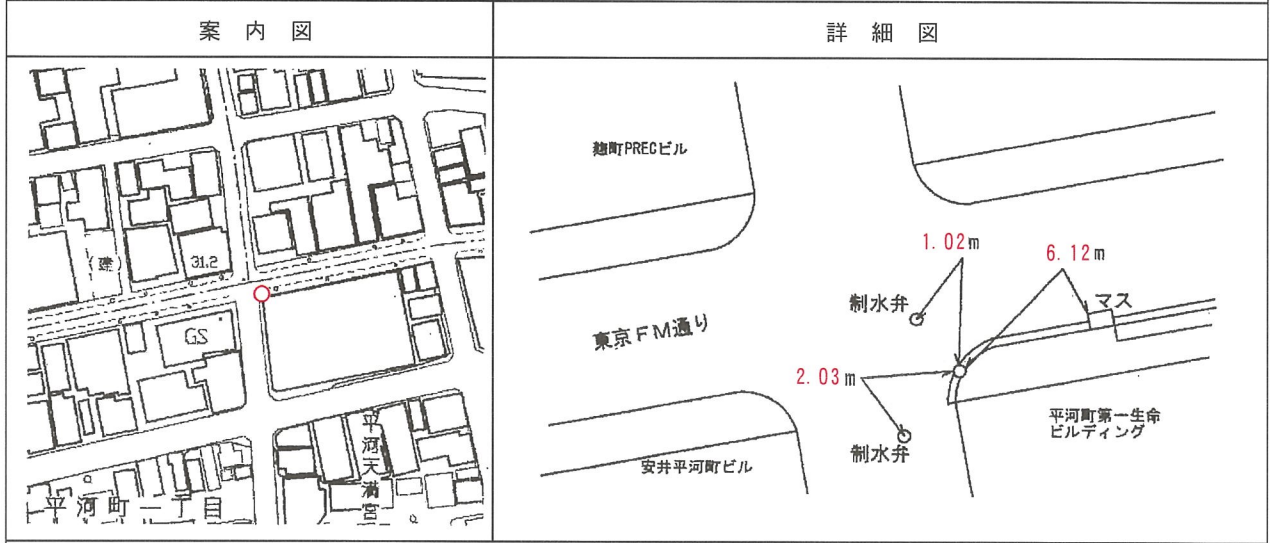 案内図
詳細図
(建)
31.2
GS
平河天満宮
平河町一丁目
麹町PRECビル
1.02m
6.12m
制水弁
マス
東京FM通り
2.03m
平河町第一生命
ビルディング
制水弁
安井平河町ビル